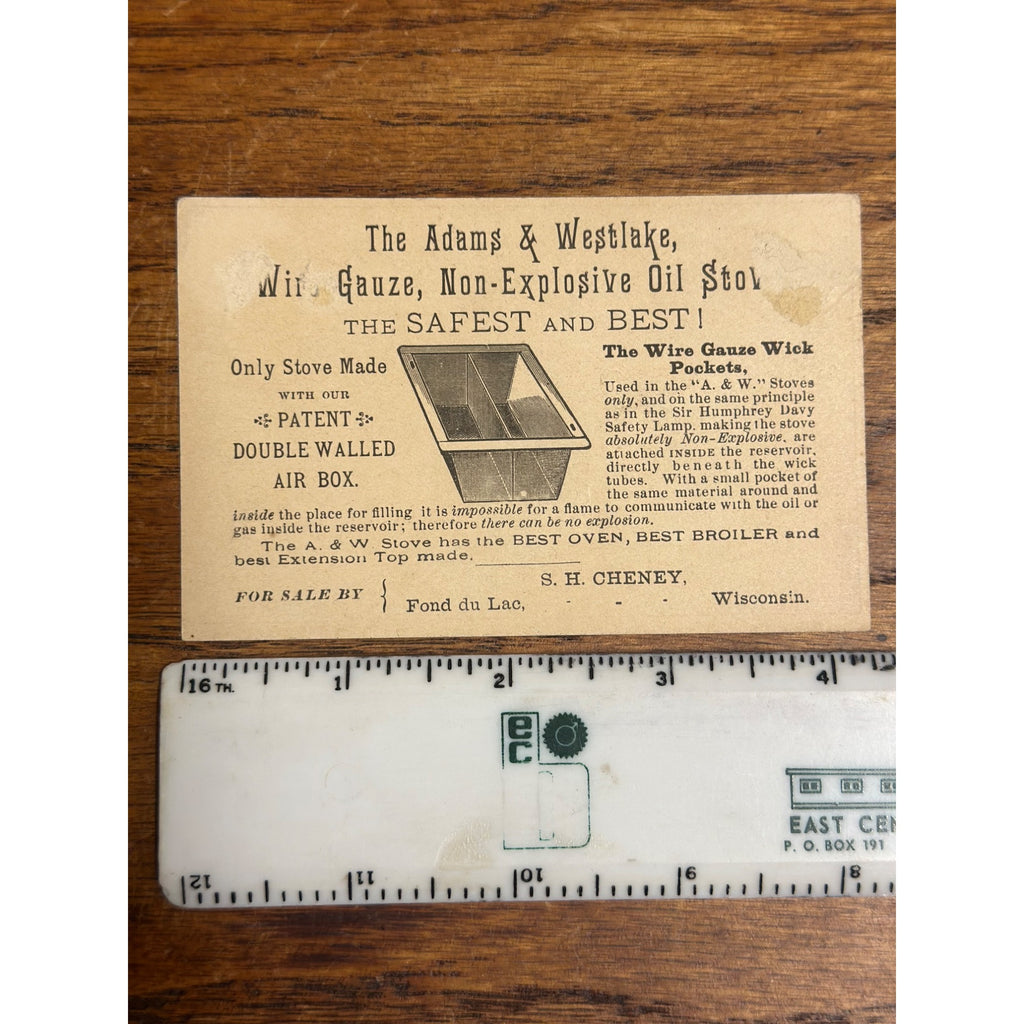 The Adams & Westlake,
Wire Gauze, Non-Explosive Oil Stov
THE SAFEST AND BEST!
Only Stove Made
WITH OUR
PATENT
DOUBLE WALLED
AIR BOX.
The Wire Gauze Wick
Pockets,
Used in the "A. & W." Stoves
only, and on the same principle
as in the Sir Humphrey Davy
Safety Lamp, making the stove
absolutely Non-Explosive, are
attached INSIDE the reservoir,
directly beneath the wick
tubes. With a small pocket of
the same material around and
inside the place for filling it is impossible for a flame to communicate with the oil or
gas inside the reservoir; therefore there can be no explosion.
The A. & W. Stove has the BEST OVEN, BEST BROILER and
best Extension Top made.
FOR SALE BY { S. H. CHENEY,
Fond du Lac, - - - Wisconsin.
16 TH. 1 2 3 4
ec
EAST CEN
P. O. BOX 191
12 11 10 9 8